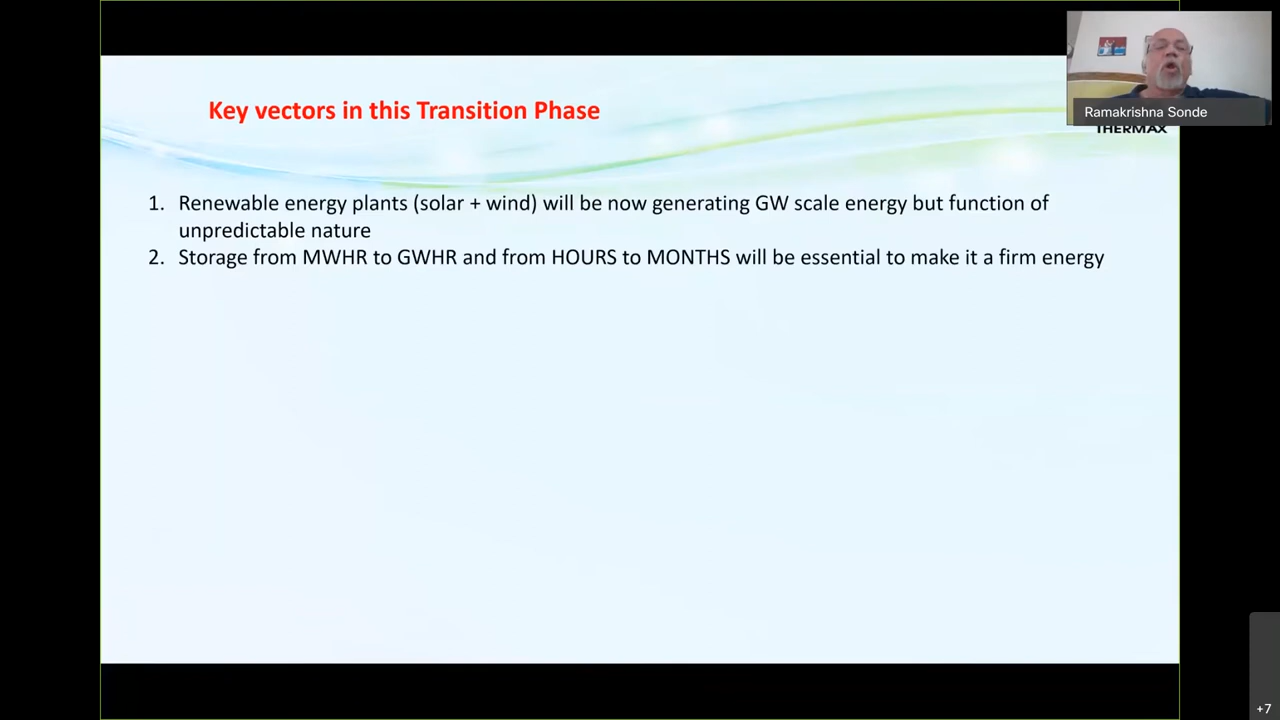 Key vectors in this Transition Phase
Ramakrishna Sonde
THERMAX
1. Renewable energy plants (solar + wind) will be now generating GW scale energy but function of
unpredictable nature
2. Storage from MWHR to GWHR and from HOURS to MONTHS will be essential to make it a firm energy
+7